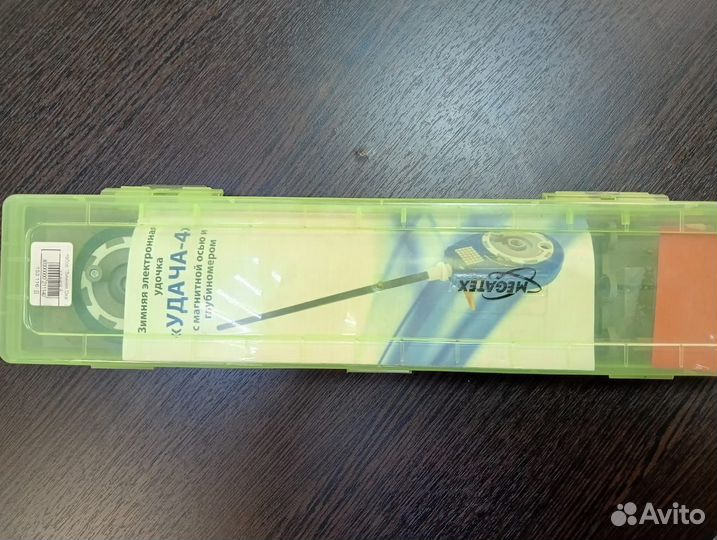 Зимняя электронная
удочка
«УДАЧА-4»
с магнитной осью и
глубиномером
MEGATEX
Avito